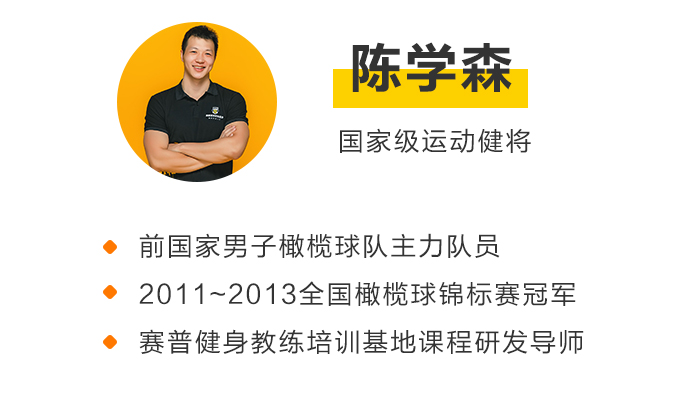 陈学森
国家级运动健将
前国家男子橄榄球队主力队员
2011~2013全国橄榄球锦标赛冠军
赛普健身教练培训基地课程研发导师